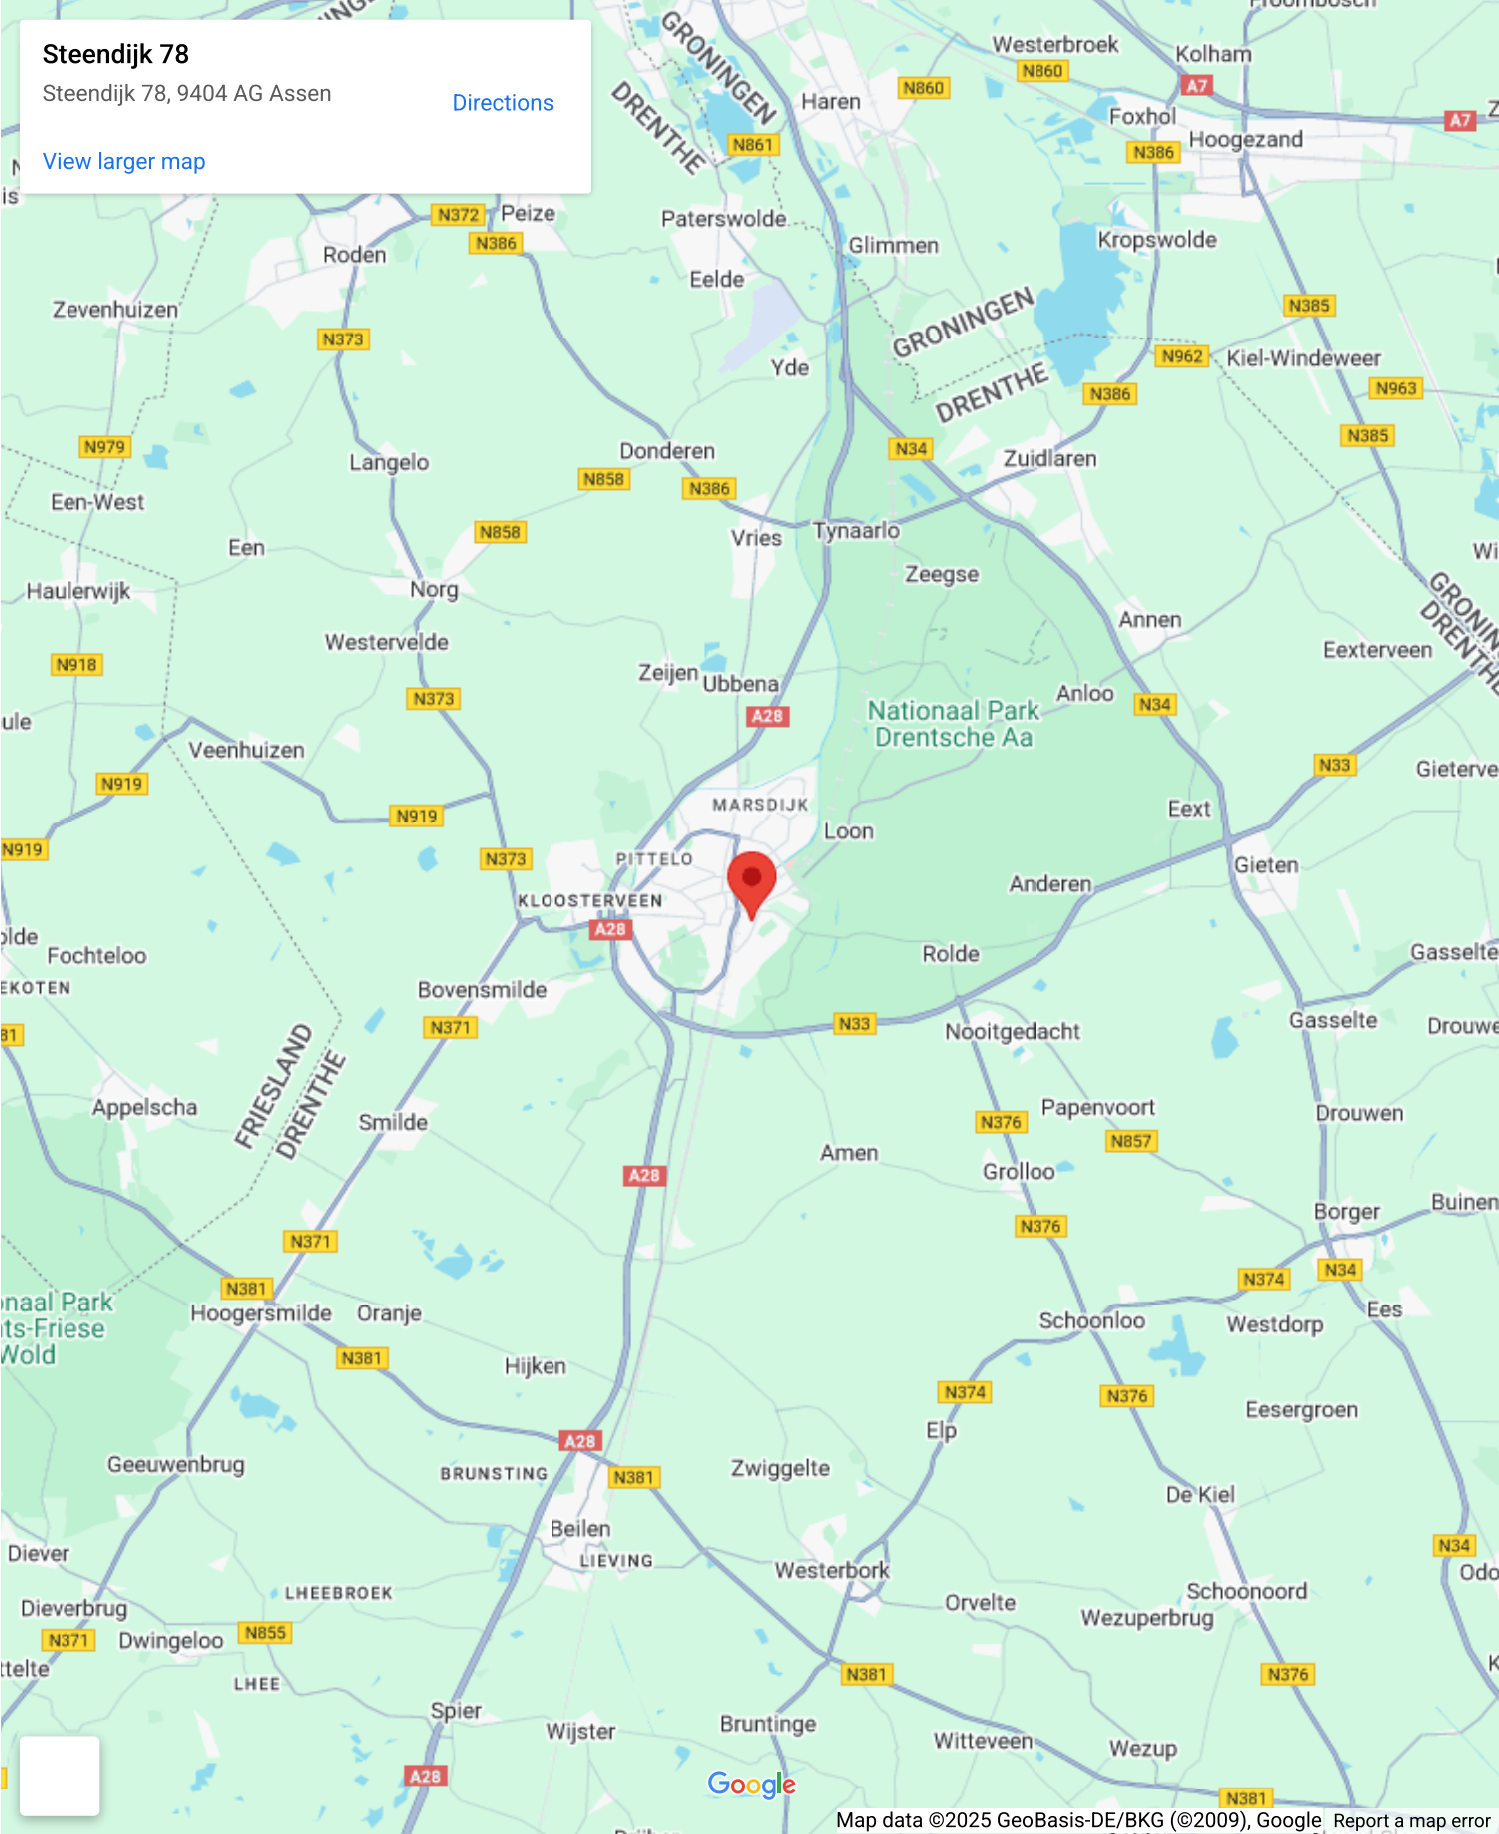 Steendijk 78
Steendijk 78, 9404 AG Assen
Directions
View larger map
GRONINGEN
DRENTHE
Westerbroek
Kolham
N860
N860
A7
A7
Haren
Foxhol
Hoogezand
N861
N386
N372
Peize
N386
Paterswolde
Glimmen
Kropswolde
Roden
Eelde
Zevenhuizen
N385
GRONINGEN
DRENTHE
N373
Yde
N962
Kiel-Windeweer
N386
N963
N385
N979
Donderen
N34
Zuidlaren
Langelo
N858
N386
Een-West
N858
Vries
Tynaarlo
Een
Zeegse
Haulerwijk
Norg
Annen
DRENTHE
Westervelde
Eexterveen
N918
Zeijen
Ubbena
Anloo
N373
N34
A28
Nationaal Park
Drentsche Aa
Veenhuizen
N33
N919
N919
MARSDIJK
Eext
Loon
N919
N373
PITTELO
Gieten
Anderen
KLOOSTERVEEN
A28
Fochteloo
Rolde
Bovensmilde
N371
N33
Nooitgedacht
Gasselte
FRIESLAND
DRENTHE
Appelscha
Smilde
Papenvoort
Drouwen
N376
N857
Amen
A28
Grolloo
Borger
N376
N371
N381
N374
N34
Hoogersmilde
Oranje
Schoonloo
Westdorp
Ees
N381
Hijken
N374
N376
Eesergroen
Elp
A28
Geeuwenbrug
BRUNSTING
N381
Zwiggelte
De Kiel
Beilen
Diever
LIEVING
N34
Westerbork
LHEEBROEK
Schoonoord
Orvelte
Dieverbrug
Wezuperbrug
N371
Dwingeloo
N855
N381
N376
LHEE
Spier
Wijster
Bruntinge
Witteveen
Wezup
A28
Google
N381
Map data ©2025 GeoBasis-DE/BKG (©2009), Google
Report a map error